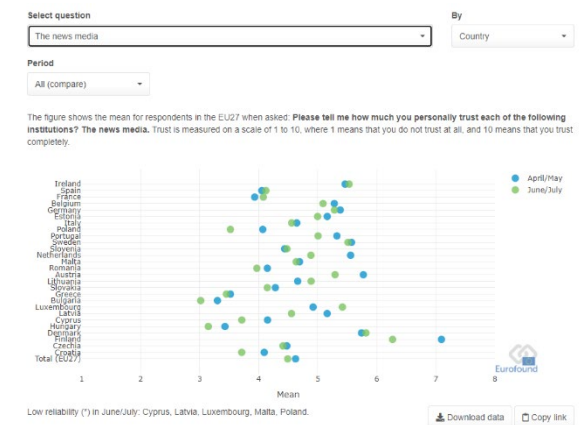 Select question
By
The news media
Country
Period
All (compare)
The figure shows the mean for respondents in the EU27 when asked: Please tell me how much you personally trust each of the following
institutions? The news media. Trust is measured on a scale of 1 to 10, where 1 means that you do not trust at all, and 10 means that you trust
completely.
April/May
June/July
Ireland
Spain
France
Belgium
Germany
Estonia
Italy
Poland
Portugal
Sweden
Slovenia
Netherlands
Malta
Romania
Austria
Lithuania
Slovakia
Greece
Bulgaria
Luxembourg
Latvia
Cyprus
Hungary
Denmark
Finland
Czechia
Croatia
Total (EU27)
1 2 3 4 5 6 7 8
Mean
Eurofound
Low reliability (*) in June/July: Cyprus, Latvia, Luxembourg, Malta, Poland.
Download data
Copy link